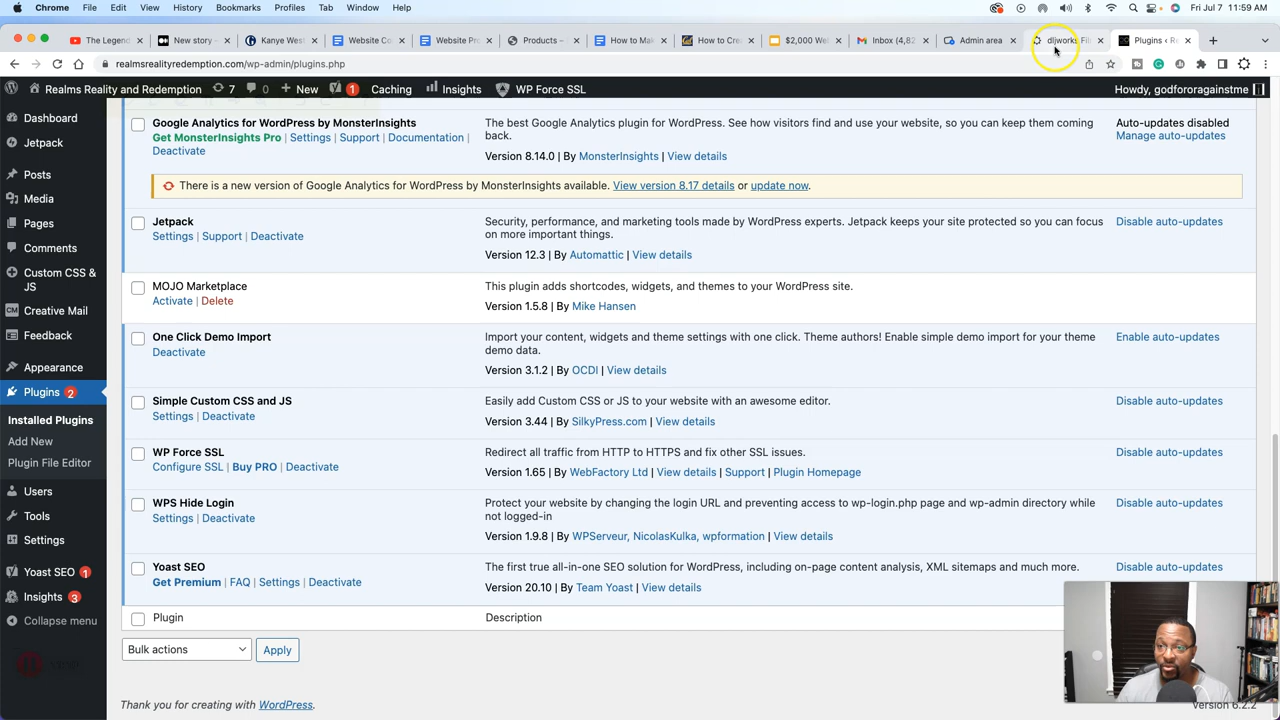 Chrome File Edit View History Bookmarks Profiles Tab Window Help Fri Jul 7 11:59 AM
The Legend New story – Kanye West Website Co Website Pro Products – How to Mak How to Cre $2,000 We Inbox (4,82 Admin area dljworks Fil Plugins ‹ Re
realmsrealityredemption.com/wp-admin/plugins.php
Realms Reality and Redemption 7 0 + New 1 Caching Insights WP Force SSL Howdy, godfororagainstme
Dashboard
Jetpack
Posts
Media
Pages
Comments
Custom CSS &
JS
Creative Mail
Feedback
Appearance
Plugins 2
Installed Plugins
Add New
Plugin File Editor
Users
Tools
Settings
Yoast SEO 1
Insights 3
Collapse menu
Google Analytics for WordPress by MonsterInsights
Get MonsterInsights Pro | Settings | Support | Documentation |
Deactivate
The best Google Analytics plugin for WordPress. See how visitors find and use your website, so you can keep them coming
back.
Version 8.14.0 | By MonsterInsights | View details
Auto-updates disabled
Manage auto-updates
There is a new version of Google Analytics for WordPress by MonsterInsights available. View version 8.17 details or update now.
Jetpack
Settings | Support | Deactivate
Security, performance, and marketing tools made by WordPress experts. Jetpack keeps your site protected so you can focus
on more important things.
Version 12.3 | By Automattic | View details
Disable auto-updates
MOJO Marketplace
Activate | Delete
This plugin adds shortcodes, widgets, and themes to your WordPress site.
Version 1.5.8 | By Mike Hansen
One Click Demo Import
Deactivate
Import your content, widgets and theme settings with one click. Theme authors! Enable simple demo import for your theme
demo data.
Version 3.1.2 | By OCDI | View details
Enable auto-updates
Simple Custom CSS and JS
Settings | Deactivate
Easily add Custom CSS or JS to your website with an awesome editor.
Version 3.44 | By SilkyPress.com | View details
Disable auto-updates
WP Force SSL
Configure SSL | Buy PRO | Deactivate
Redirect all traffic from HTTP to HTTPS and fix other SSL issues.
Version 1.65 | By WebFactory Ltd | View details | Support | Plugin Homepage
Disable auto-updates
WPS Hide Login
Settings | Deactivate
Protect your website by changing the login URL and preventing access to wp-login.php page and wp-admin directory while
not logged-in
Version 1.9.8 | By WPServeur, NicolasKulka, wpformation | View details
Disable auto-updates
Yoast SEO
Get Premium | FAQ | Settings | Deactivate
The first true all-in-one SEO solution for WordPress, including on-page content analysis, XML sitemaps and much more.
Version 20.10 | By Team Yoast | View details
Disable auto-updates
Plugin Description
Bulk actions Apply
Thank you for creating with WordPress.
Version 6.2.2